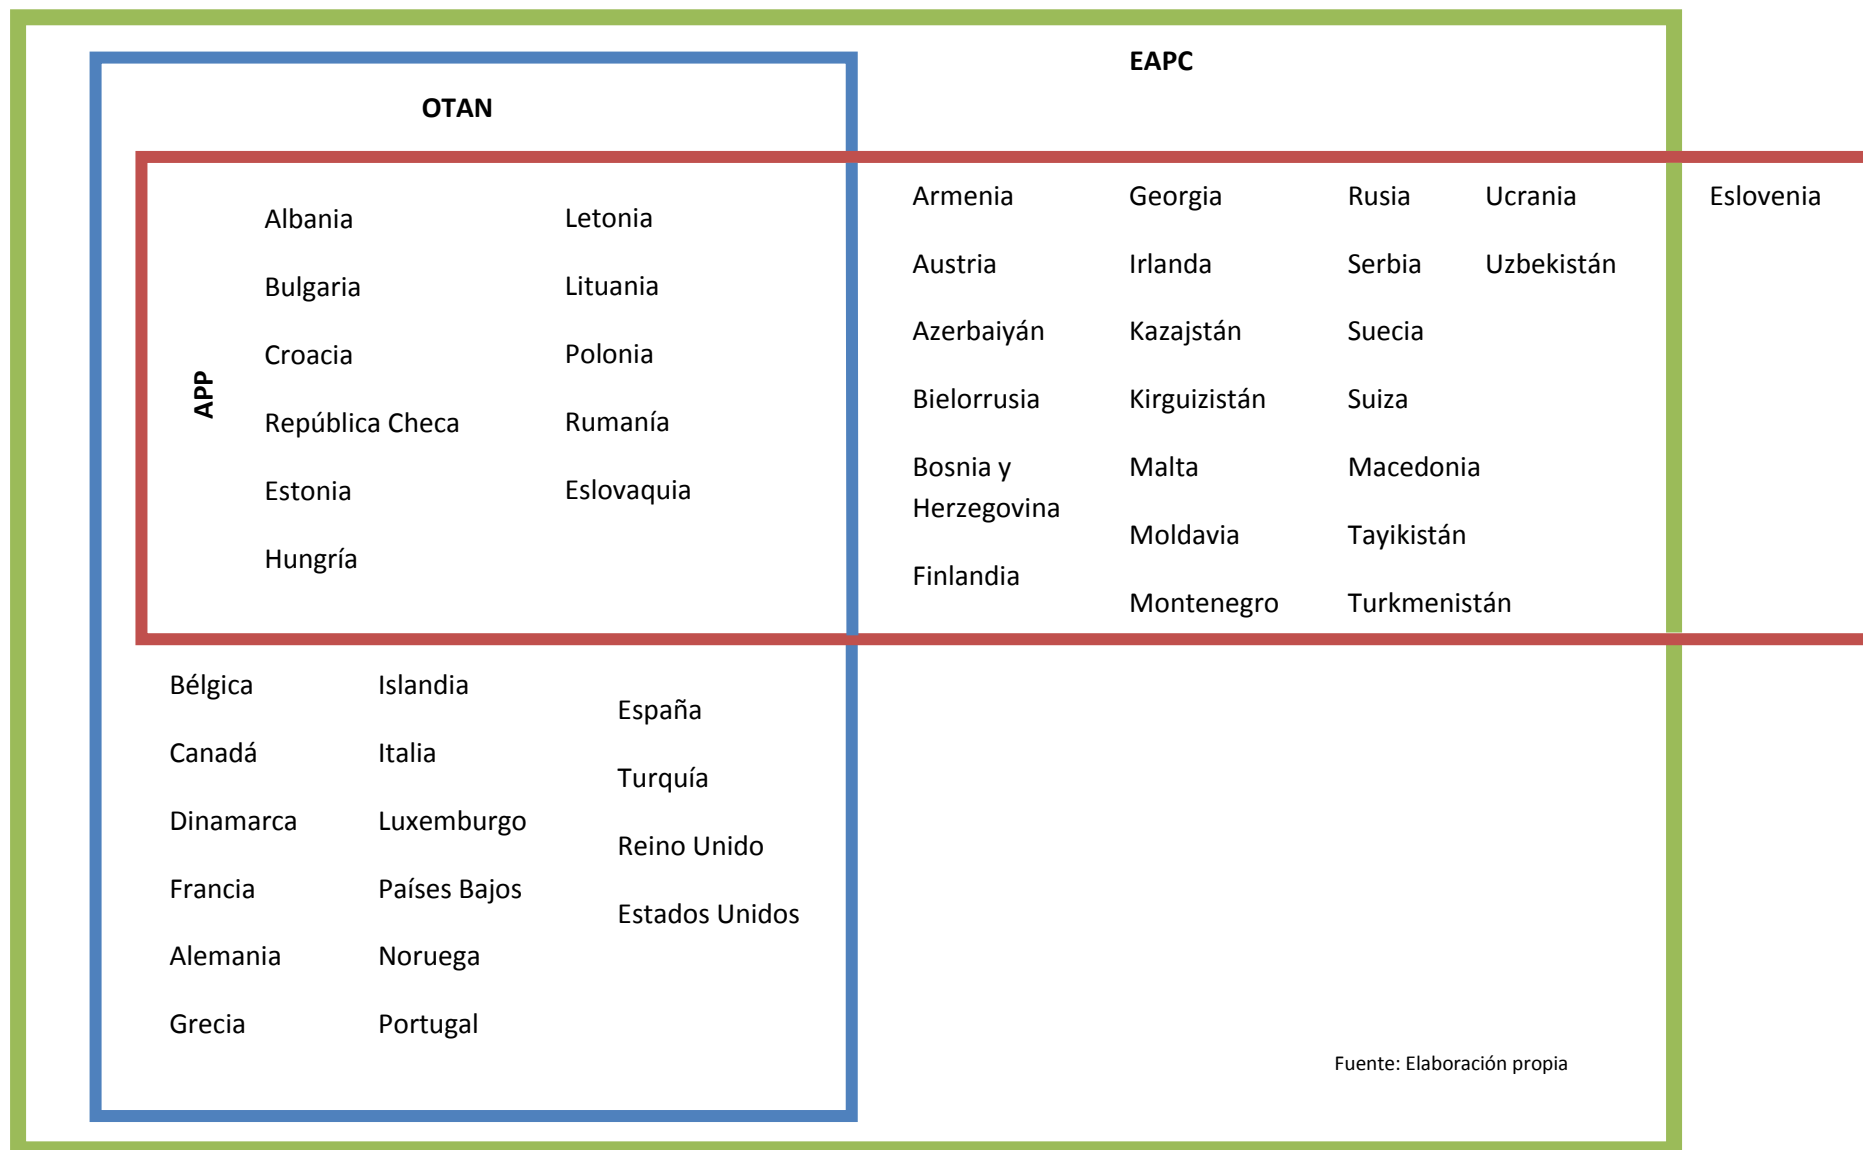 EAPC
OTAN
APP
Albania
Bulgaria
Croacia
República Checa
Estonia
Hungría
Letonia
Lituania
Polonia
Rumanía
Eslovaquia
Armenia
Austria
Azerbaiyán
Bielorrusia
Bosnia y
Herzegovina
Finlandia
Georgia
Irlanda
Kazajstán
Kirguizistán
Malta
Moldavia
Montenegro
Rusia
Serbia
Suecia
Suiza
Macedonia
Tayikistán
Turkmenistán
Ucrania
Uzbekistán
Eslovenia
Bélgica
Canadá
Dinamarca
Francia
Alemania
Grecia
Islandia
Italia
Luxemburgo
Países Bajos
Noruega
Portugal
España
Turquía
Reino Unido
Estados Unidos
Fuente: Elaboración propia